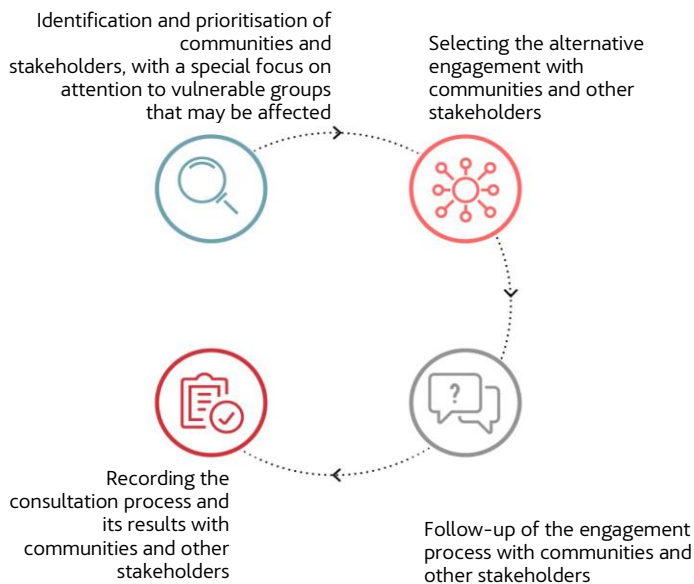 Identification and prioritisation of
communities and
stakeholders, with a special focus on
attention to vulnerable groups
that may be affected
Selecting the alternative
engagement with
communities and other
stakeholders
?
Follow-up of the engagement
process with communities and
other stakeholders
Recording the
consultation process and
its results with
communities and other
stakeholders